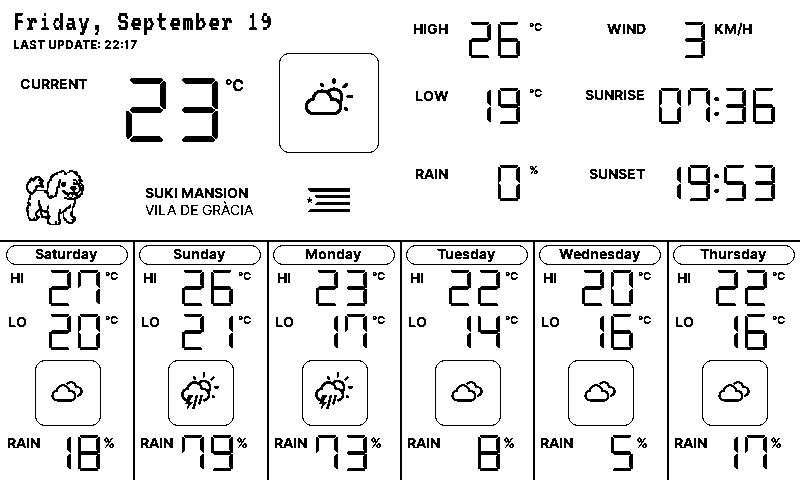 Friday, September 19
LAST UPDATE: 22:17
CURRENT 23 °C
SUKI MANSION
VILA DE GRÀCIA
HIGH 26 °C
WIND 3 KM/H
LOW 19 °C
SUNRISE 07:36
RAIN 0 %
SUNSET 19:53
Saturday
HI 27 °C
LO 20 °C
RAIN 18 %
Sunday
HI 26 °C
LO 21 °C
RAIN 79 %
Monday
HI 23 °C
LO 17 °C
RAIN 73 %
Tuesday
HI 22 °C
LO 14 °C
RAIN 8 %
Wednesday
HI 20 °C
LO 16 °C
RAIN 5 %
Thursday
HI 22 °C
LO 16 °C
RAIN 17 %